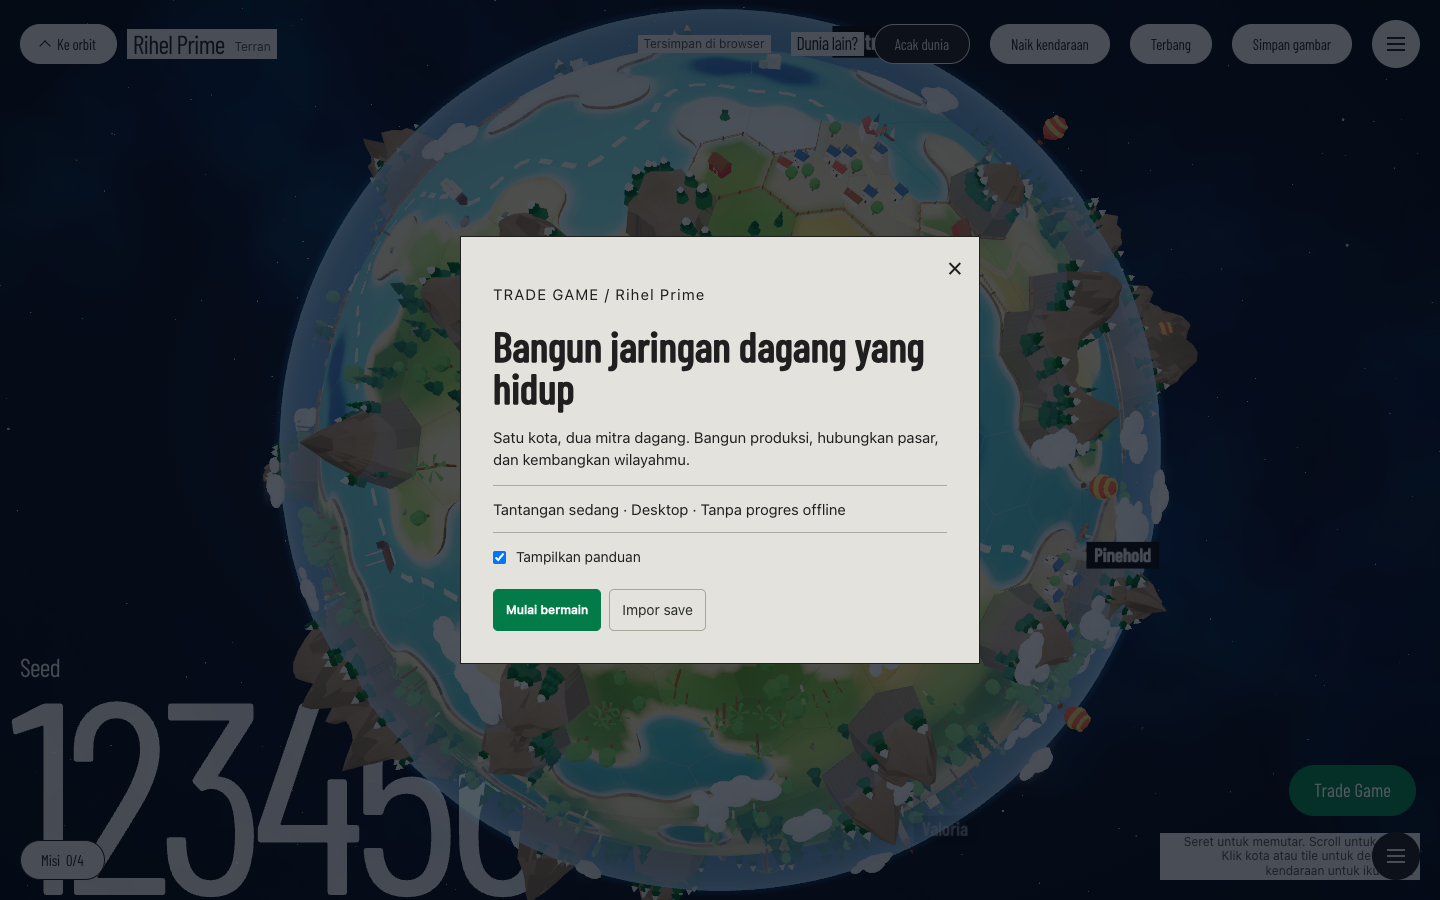 Ke orbit
Rihel Prime Terran
Tersimpan di browser
Dunia lain?
Acak dunia
Naik kendaraan
Terbang
Simpan gambar
TRADE GAME / Rihel Prime
Bangun jaringan dagang yang
hidup
Satu kota, dua mitra dagang. Bangun produksi, hubungkan pasar,
dan kembangkan wilayahmu.
Tantangan sedang · Desktop · Tanpa progres offline
Tampilkan panduan
Mulai bermain
Impor save
Pinehold
Seed
12345
Valoria
Trade Game
Misi 0/4
Seret untuk memutar. Scroll untuk
Klik kota atau tile untuk
kendaraan untuk